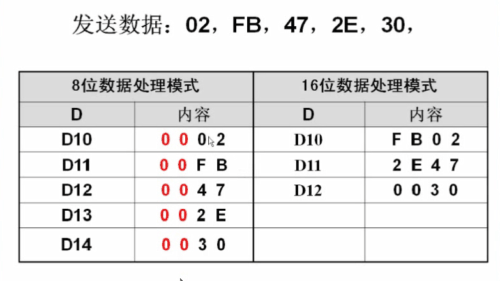 发送数据：02，FB，47，2E，30，
8位数据处理模式 16位数据处理模式
D 内容 D 内容
D10 0 0 0 2 D10 F B 0 2
D11 0 0 F B D11 2 E 4 7
D12 0 0 4 7 D12 0 0 3 0
D13 0 0 2 E
D14 0 0 3 0